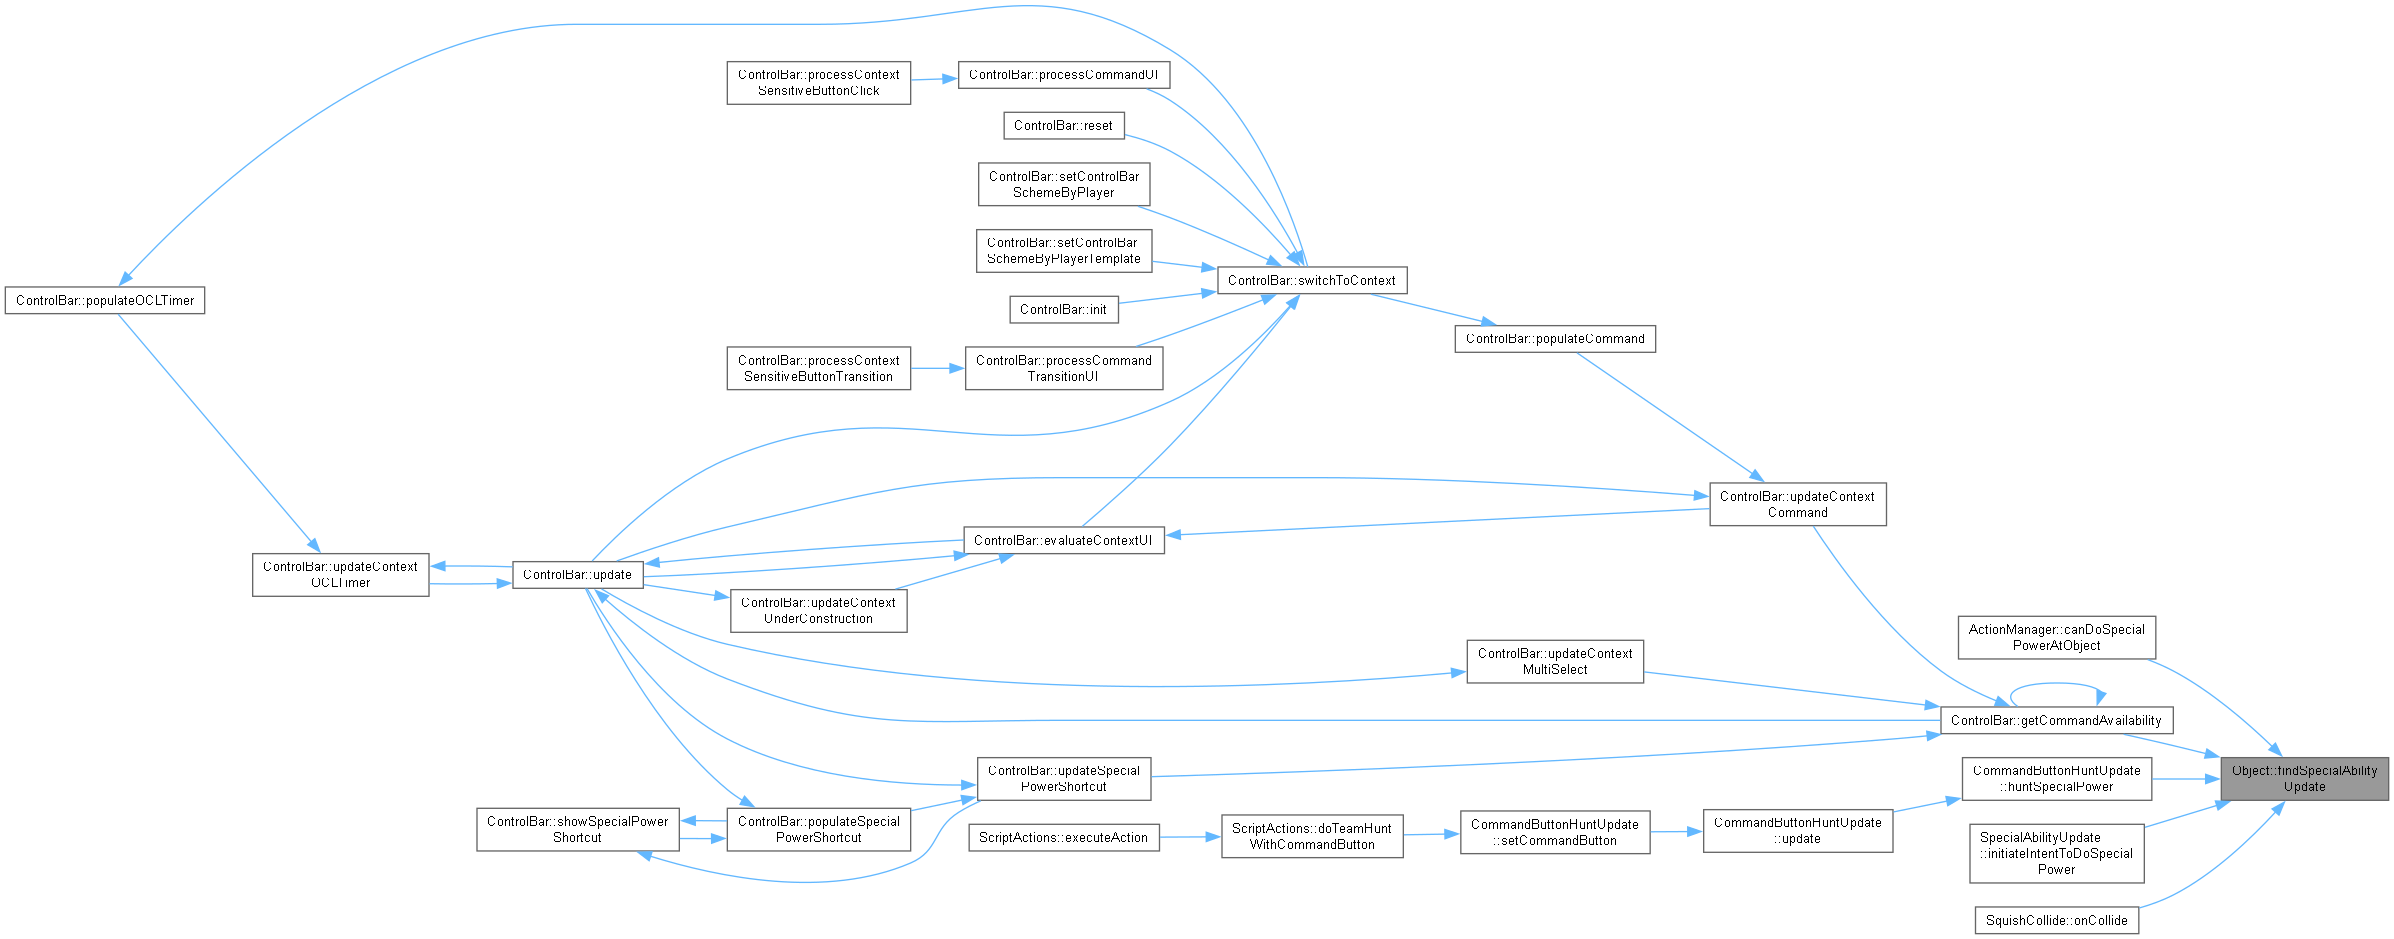 ControlBar::processContext
SensitiveButtonClick
ControlBar::processCommandUI
ControlBar::reset
ControlBar::setControlBar
SchemeByPlayer
ControlBar::setControlBar
SchemeByPlayerTemplate
ControlBar::switchToContext
ControlBar::populateOCLTimer
ControlBar::init
ControlBar::populateCommand
ControlBar::processContext
SensitiveButtonTransition
ControlBar::processCommand
TransitionUI
ControlBar::updateContext
Command
ControlBar::evaluateContextUI
ControlBar::updateContext
OCLTimer
ControlBar::update
ControlBar::updateContext
UnderConstruction
ActionManager::canDoSpecial
PowerAtObject
ControlBar::updateContext
MultiSelect
ControlBar::getCommandAvailability
ControlBar::updateSpecial
PowerShortcut
CommandButtonHuntUpdate
::huntSpecialPower
Object::findSpecialAbility
Update
ControlBar::showSpecialPower
Shortcut
ControlBar::populateSpecial
PowerShortcut
ScriptActions::executeAction
ScriptActions::doTeamHunt
WithCommandButton
CommandButtonHuntUpdate
::setCommandButton
CommandButtonHuntUpdate
::update
SpecialAbilityUpdate
::initiateIntentToDoSpecial
Power
SquishCollide::onCollide